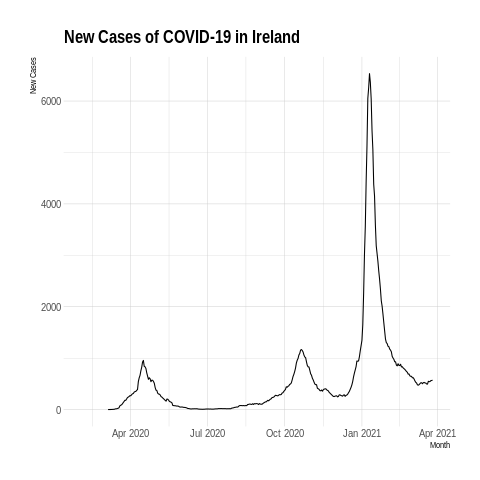 New Cases of COVID-19 in Ireland
New Cases
6000
4000
2000
0
Apr 2020 Jul 2020 Oct 2020 Jan 2021 Apr 2021
Month